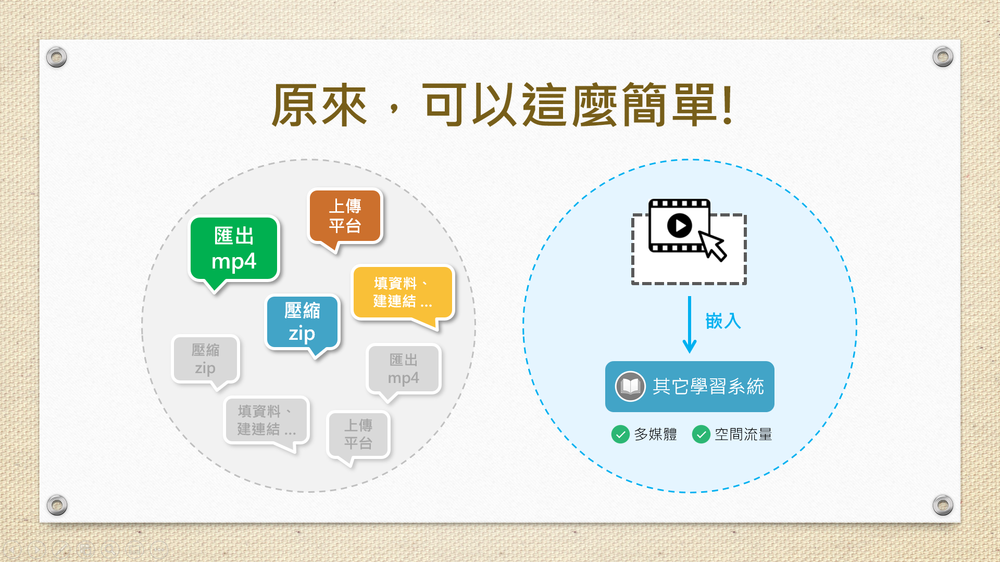 原來，可以這麼簡單!
上傳
平台
匯出
mp4
填資料、
建連結 ...
壓縮
zip
壓縮
zip
匯出
mp4
填資料、
建連結 ...
上傳
平台
嵌入
其它學習系統
多媒體
空間流量